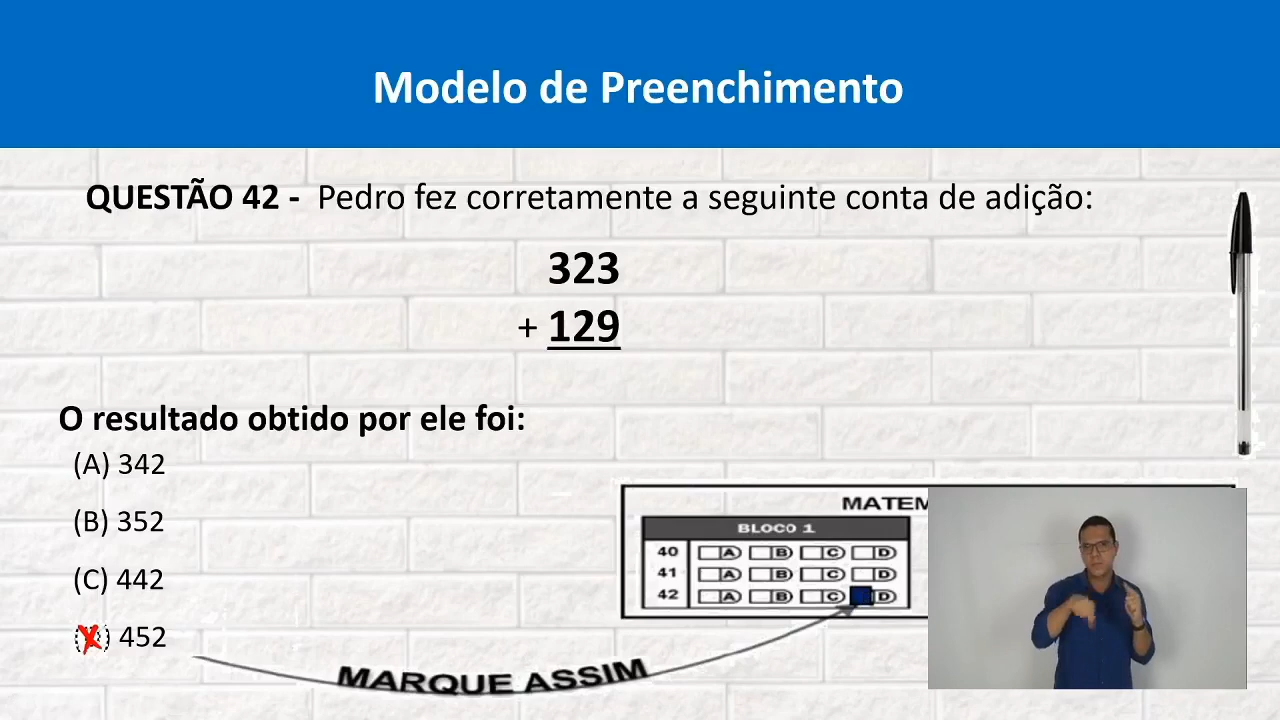 Modelo de Preenchimento
QUESTÃO 42 - Pedro fez corretamente a seguinte conta de adição:
323
+ 129
O resultado obtido por ele foi:
(A) 342
(B) 352
(C) 442
452
MATEM
BLOCO 1
40 A B C D
41 A B C D
42 A B C D
MARQUE ASSIM